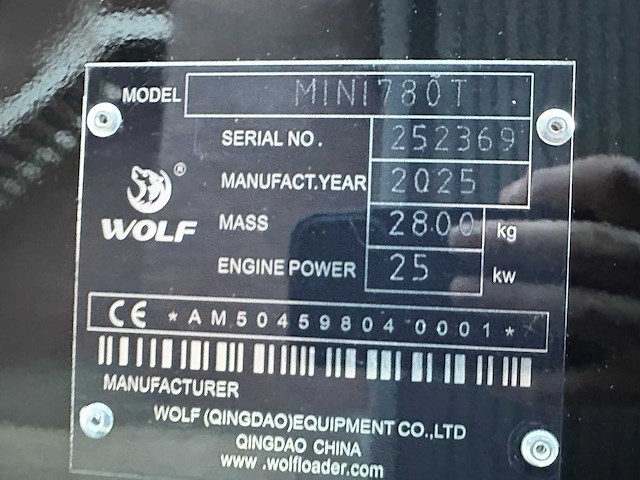 MODEL MINI780T
SERIAL NO. 252369
MANUFACT.YEAR 2025
® WOLF
MASS 2800 kg
ENGINE POWER 25 kw
CE *AM50459804 0001*
MANUFACTURER
WOLF (QINGDAO)EQUIPMENT CO.,LTD
QINGDAO CHINA
www.wolfloader.com